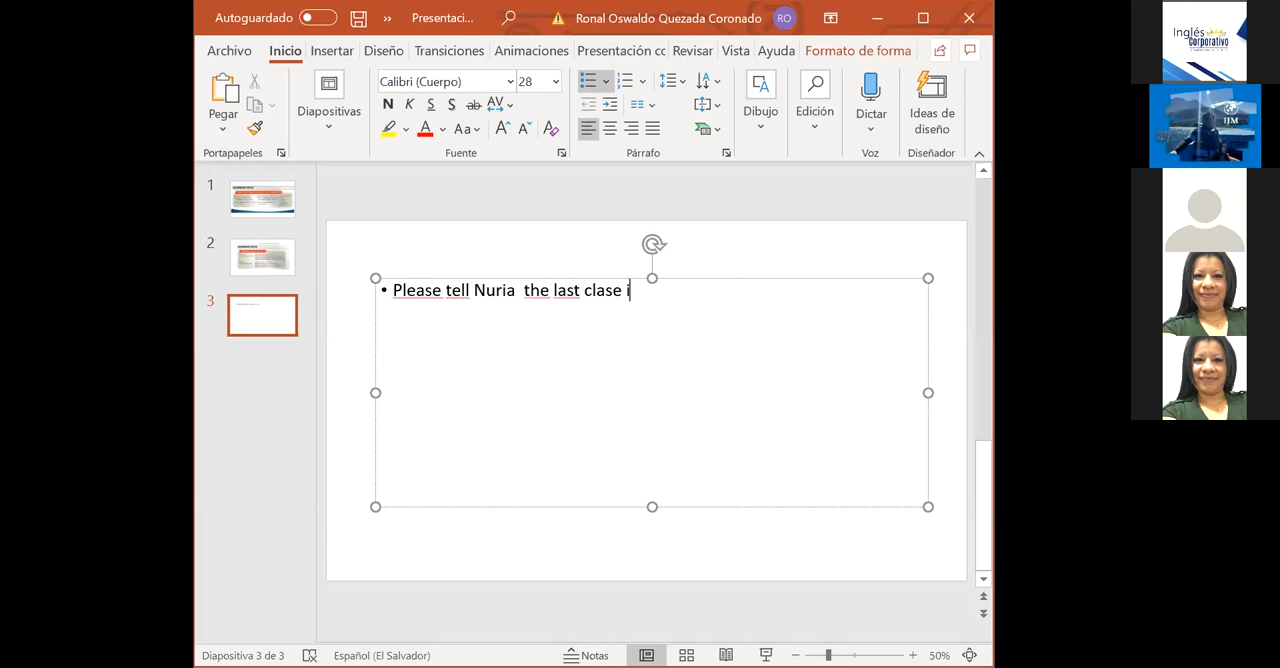 Autoguardado
Presentaci...
Ronal Oswaldo Quezada Coronado
RO
Archivo Inicio Insertar Diseño Transiciones Animaciones Presentación cc Revisar Vista Ayuda Formato de forma
Calibri (Cuerpo) 28
Pegar
Diapositivas
N K S S ab AV
Aa A A A
Dibujo
Edición
Dictar
Ideas de
diseño
Portapapeles
Fuente
Párrafo
Voz
Diseñador
1
2
3
• Please tell Nuria the last clase i
Diapositiva 3 de 3
Español (El Salvador)
Notas
50%
Inglés
Corporativo
IJM